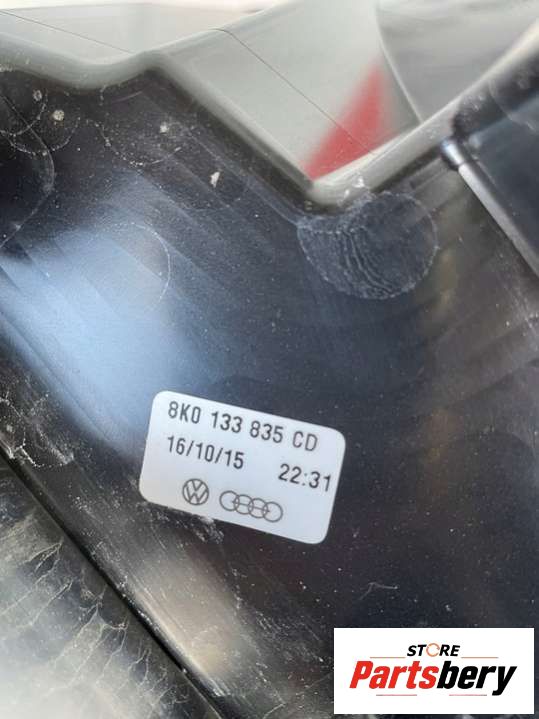 8K0 133 835 CD
16/10/15 22:31
STORE
Partsbery